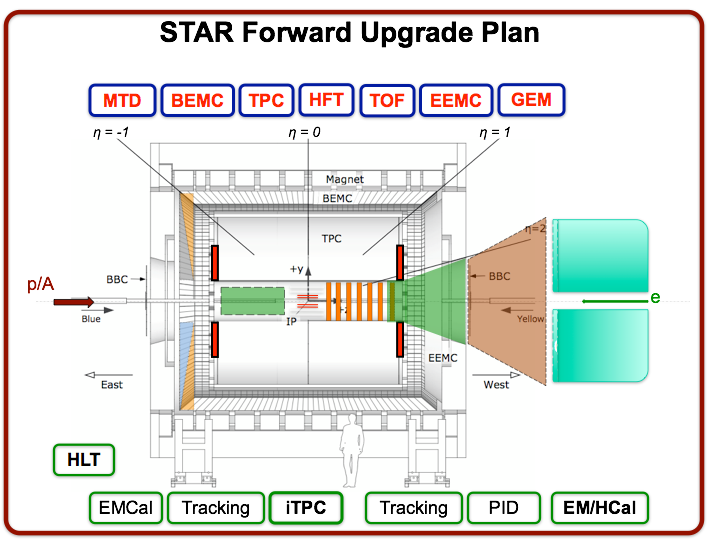 STAR Forward Upgrade Plan
MTD BEMC TPC HFT TOF EEMC GEM
η = -1 η = 0 η = 1
Magnet
BEMC
η=2
TPC
+y
BBC BBC
p/A
e
+z
Blue IP Yellow
EEMC
East West
HLT
EMCal Tracking iTPC Tracking PID EM/HCal